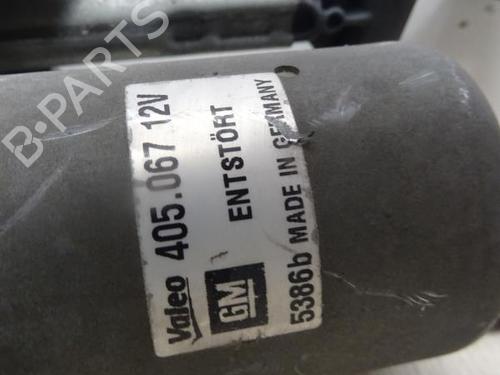 B-PARTS
Valeo 405.067 12V
GM ENTSTÖRT
5386b MADE IN GERMANY